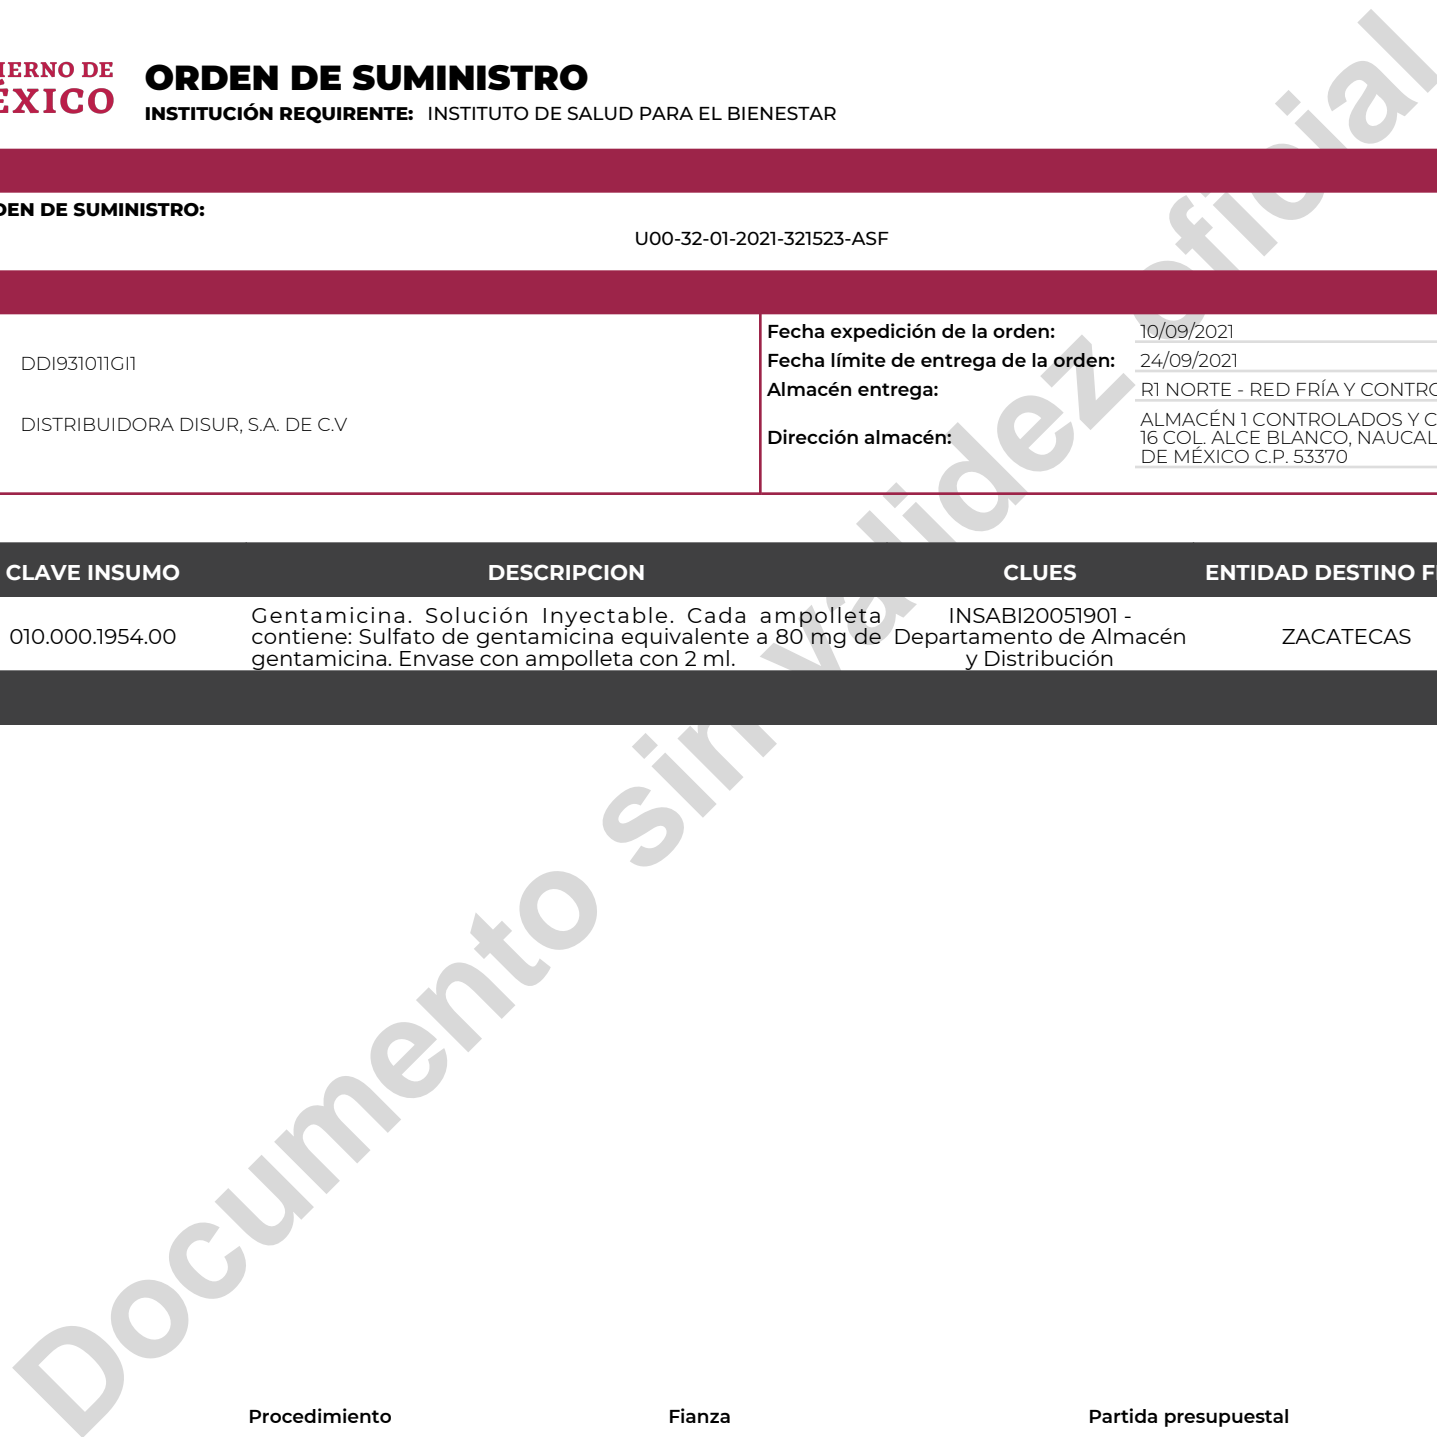 IERNO DE
ÉXICO
ORDEN DE SUMINISTRO
INSTITUCIÓN REQUIRENTE: INSTITUTO DE SALUD PARA EL BIENESTAR
DEN DE SUMINISTRO:
U00-32-01-2021-321523-ASF
DDI931011GI1
DISTRIBUIDORA DISUR, S.A. DE C.V
Fecha expedición de la orden: 10/09/2021
Fecha límite de entrega de la orden: 24/09/2021
Almacén entrega: R1 NORTE - RED FRÍA Y CONTRO
Dirección almacén:
ALMACÉN 1 CONTROLADOS Y C
16 COL. ALCE BLANCO, NAUCAL
DE MÉXICO C.P. 53370
CLAVE INSUMO DESCRIPCION CLUES ENTIDAD DESTINO FI
010.000.1954.00
Gentamicina. Solución Inyectable. Cada ampolleta
contiene: Sulfato de gentamicina equivalente a 80 mg de
gentamicina. Envase con ampolleta con 2 ml.
INSABI20051901 -
Departamento de Almacén
y Distribución
ZACATECAS
Documento sin validez oficial
Procedimiento Fianza Partida presupuestal